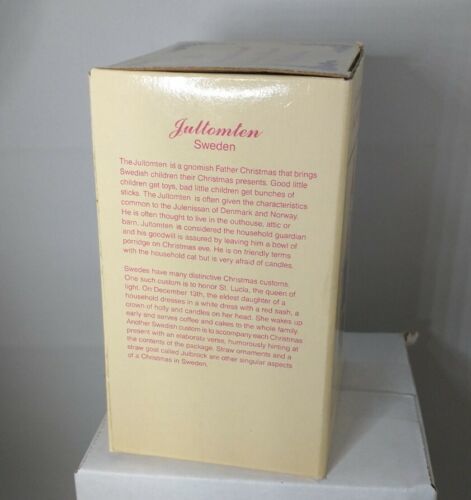 Jultomten
Sweden
The Jultomten is a gnomish Father Christmas that brings
Swedish children their Christmas presents. Good little
children get toys, bad little children get bunches of
sticks. The Jultomten is often given the characteristics
common to the Julenissen of Denmark and Norway.
He is often thought to live in the outhouse, attic or
barn. Jultomten is considered the household guardian
and his goodwill is assured by leaving him a bowl of
porridge on Christmas eve. He is on friendly terms
with the household cat but is very afraid of candles.
Swedes have many distinctive Christmas customs.
One such custom is to honor St. Lucia, the queen of
light. On December 13th, the eldest daughter of a
household dresses in a white dress with a red sash, a
crown of holly and candles on her head. She wakes up
early and serves coffee and cakes to the whole family.
Another Swedish custom is to accompany each Christmas
present with an elaborate verse, humorously hinting at
the contents of the package. Straw ornaments and a
straw goat called Julbrock are other singular aspects
of a Christmas in Sweden.